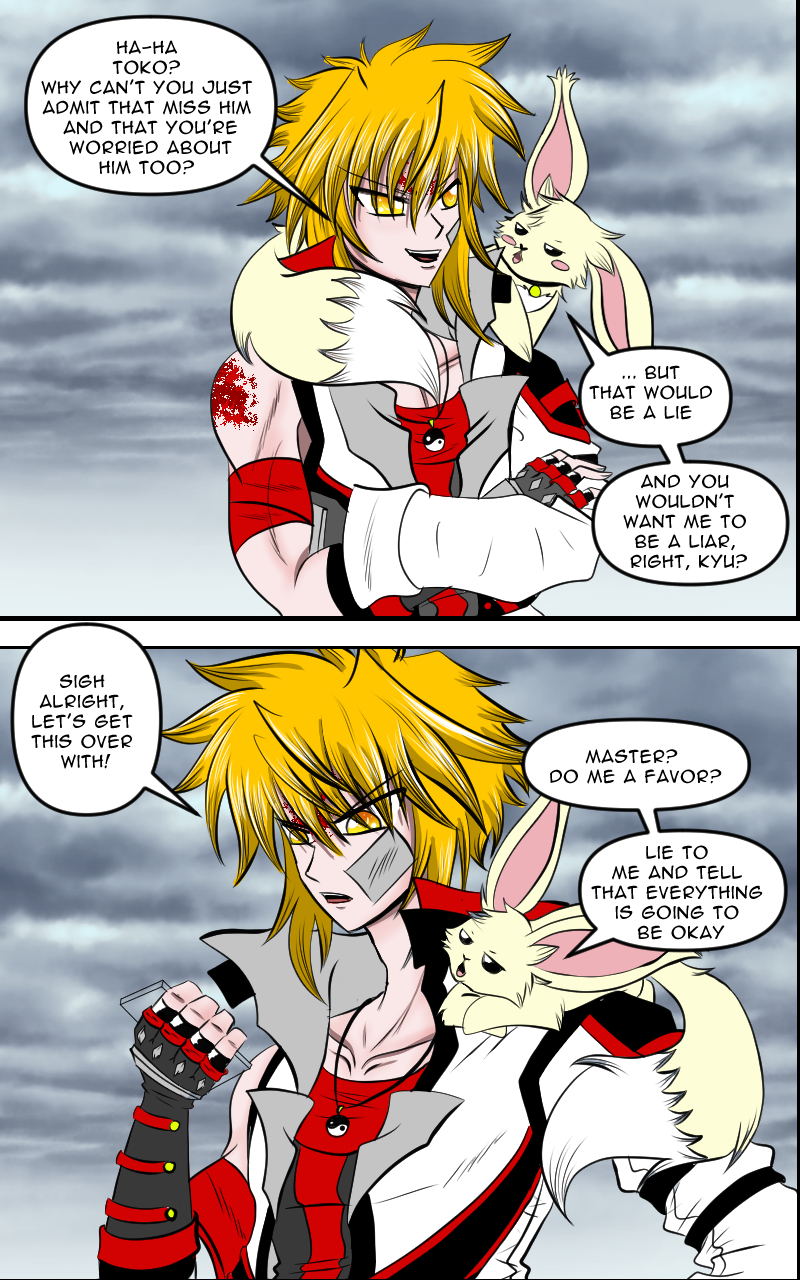 HA-HA
TOKO?
WHY CAN'T YOU JUST
ADMIT THAT MISS HIM
AND THAT YOU'RE
WORRIED ABOUT
HIM TOO?
... BUT
THAT WOULD
BE A LIE
AND YOU
WOULDN'T
WANT ME TO
BE A LIAR,
RIGHT, KYU?
SIGH
ALRIGHT,
LET'S GET
THIS OVER
WITH!
MASTER?
DO ME A FAVOR?
LIE TO
ME AND TELL
THAT EVERYTHING
IS GOING TO
BE OKAY